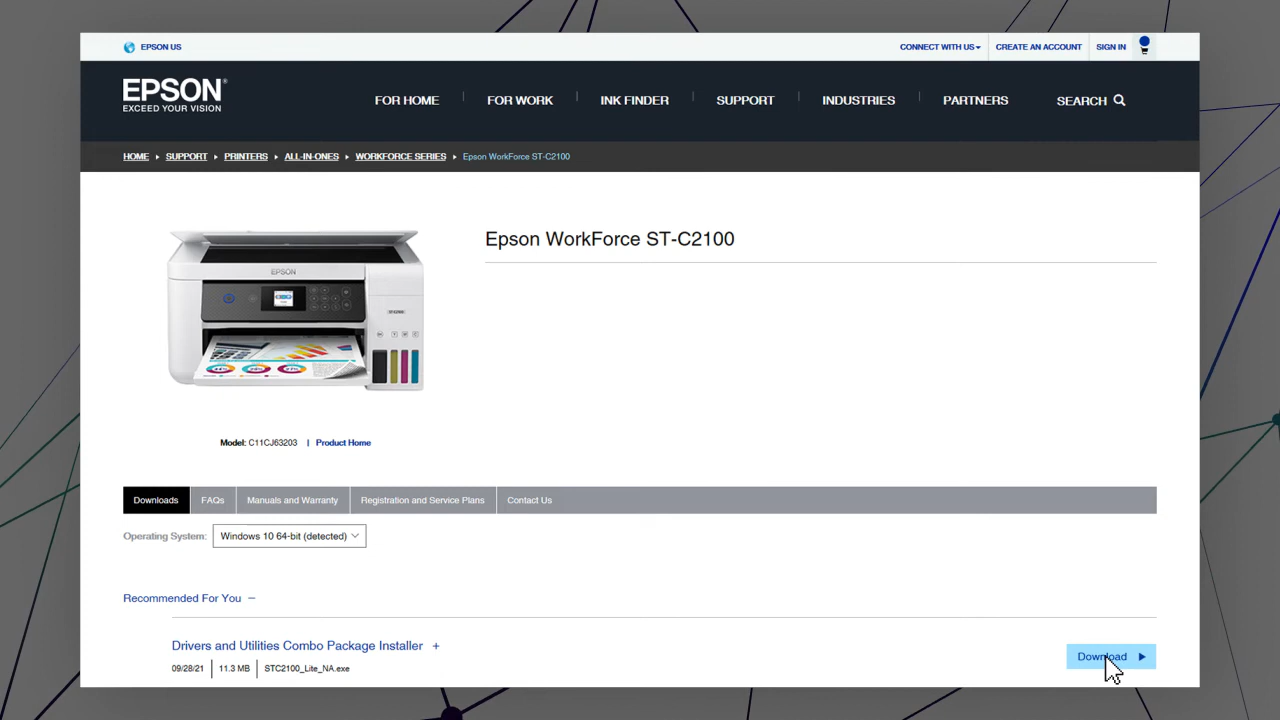 EPSON US
CONNECT WITH US
CREATE AN ACCOUNT
SIGN IN
EPSON®
EXCEED YOUR VISION
FOR HOME
FOR WORK
INK FINDER
SUPPORT
INDUSTRIES
PARTNERS
SEARCH
HOME
SUPPORT
PRINTERS
ALL-IN-ONES
WORKFORCE SERIES
Epson WorkForce ST-C2100
Epson WorkForce ST-C2100
EPSON
Model: C11CJ63203 | Product Home
Downloads
FAQs
Manuals and Warranty
Registration and Service Plans
Contact Us
Operating System: Windows 10 64-bit (detected)
Recommended For You –
Drivers and Utilities Combo Package Installer +
Download
09/28/21 | 11.3 MB | STC2100_Lite_NA.exe